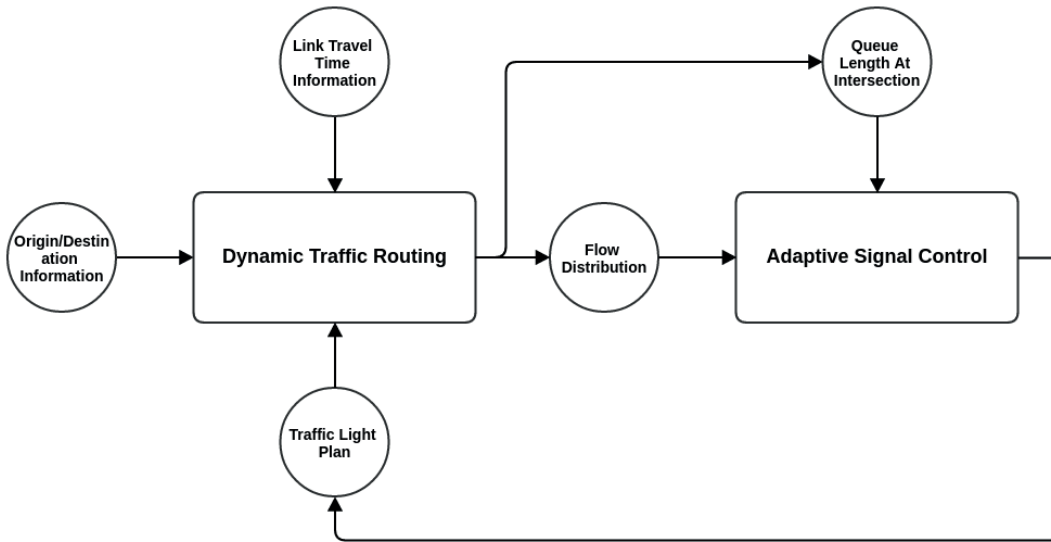 Link Travel
Time
Information
Queue
Length At
Intersection
Origin/Destin
ation
Information
Dynamic Traffic Routing
Flow
Distribution
Adaptive Signal Control
Traffic Light
Plan